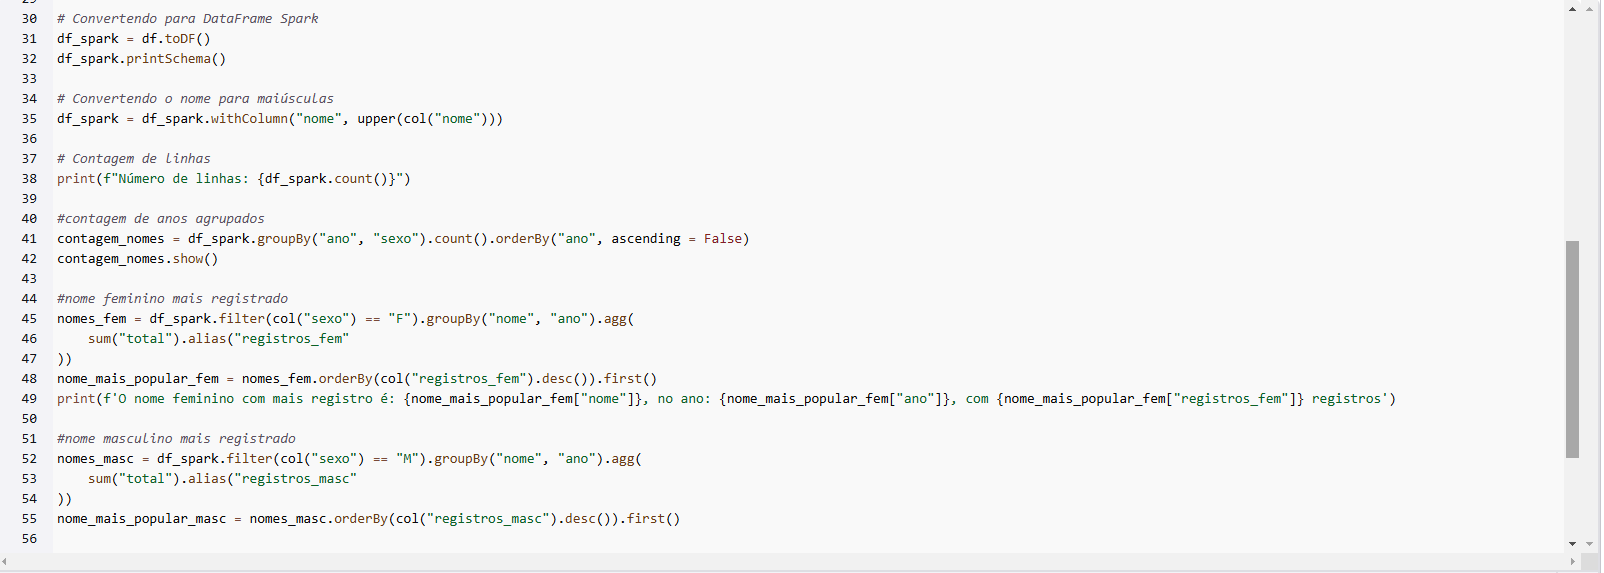 30 # Convertendo para DataFrame Spark
31 df_spark = df.toDF()
32 df_spark.printSchema()
33
34 # Convertendo o nome para maiúsculas
35 df_spark = df_spark.withColumn("nome", upper(col("nome")))
36
37 # Contagem de linhas
38 print(f"Número de linhas: {df_spark.count()}")
39
40 #contagem de anos agrupados
41 contagem_nomes = df_spark.groupBy("ano", "sexo").count().orderBy("ano", ascending = False)
42 contagem_nomes.show()
43
44 #nome feminino mais registrado
45 nomes_fem = df_spark.filter(col("sexo") == "F").groupBy("nome", "ano").agg(
46     sum("total").alias("registros_fem"
47 ))
48 nome_mais_popular_fem = nomes_fem.orderBy(col("registros_fem").desc()).first()
49 print(f'O nome feminino com mais registro é: {nome_mais_popular_fem["nome"]}, no ano: {nome_mais_popular_fem["ano"]}, com {nome_mais_popular_fem["registros_fem"]} registros')
50
51 #nome masculino mais registrado
52 nomes_masc = df_spark.filter(col("sexo") == "M").groupBy("nome", "ano").agg(
53     sum("total").alias("registros_masc"
54 ))
55 nome_mais_popular_masc = nomes_masc.orderBy(col("registros_masc").desc()).first()
56